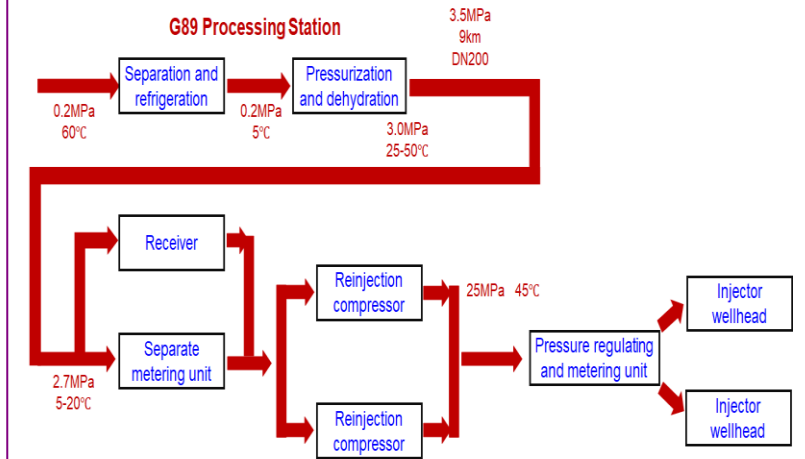 G89 Processing Station
3.5MPa
9km
DN200
Separation and
refrigeration
Pressurization
and dehydration
0.2MPa
60℃
0.2MPa
5℃
3.0MPa
25-50℃
Receiver
Separate
metering unit
2.7MPa
5-20℃
Reinjection
compressor
Reinjection
compressor
25MPa 45℃
Pressure regulating
and metering unit
Injector
wellhead
Injector
wellhead